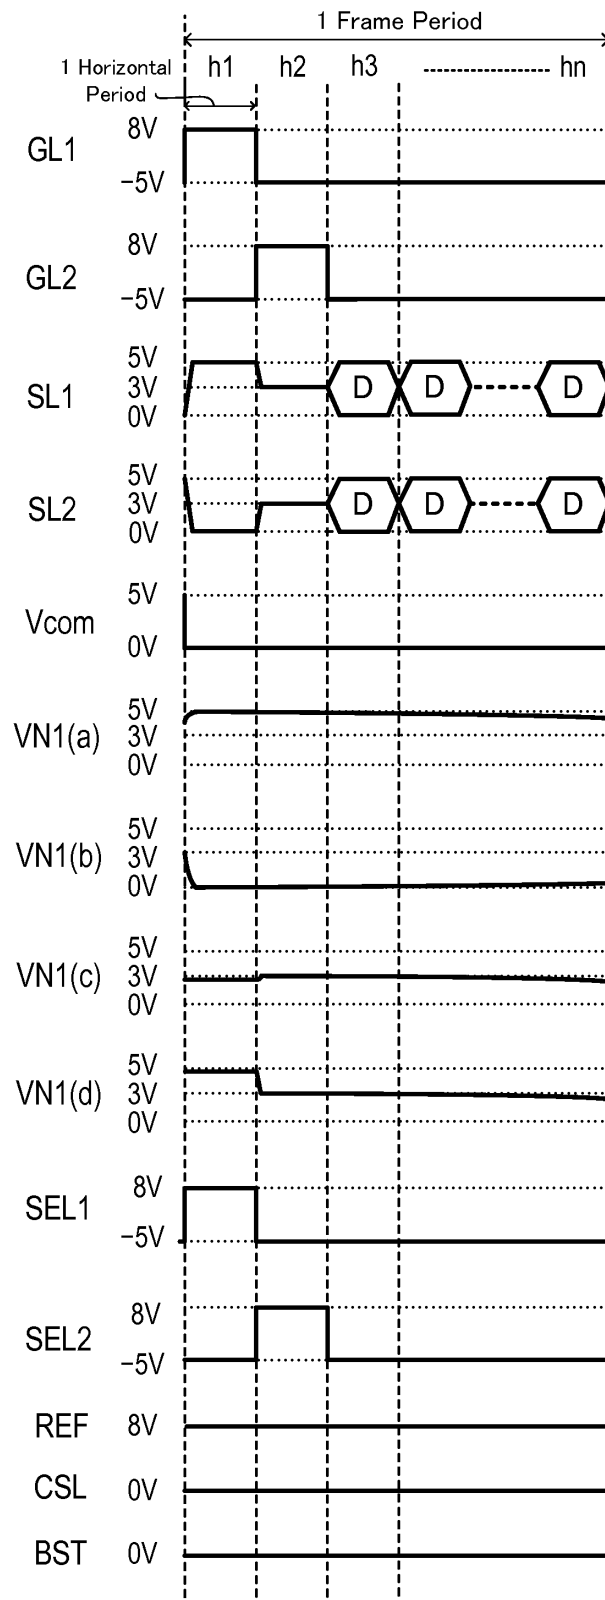 1 Frame Period
1 Horizontal Period
h1 h2 h3 hn
GL1 8V −5V
GL2 8V −5V
SL1 5V 3V 0V D D D
SL2 5V 3V 0V D D D
Vcom 5V 0V
VN1(a) 5V 3V 0V
VN1(b) 5V 3V 0V
VN1(c) 5V 3V 0V
VN1(d) 5V 3V 0V
SEL1 8V −5V
SEL2 8V −5V
REF 8V
CSL 0V
BST 0V